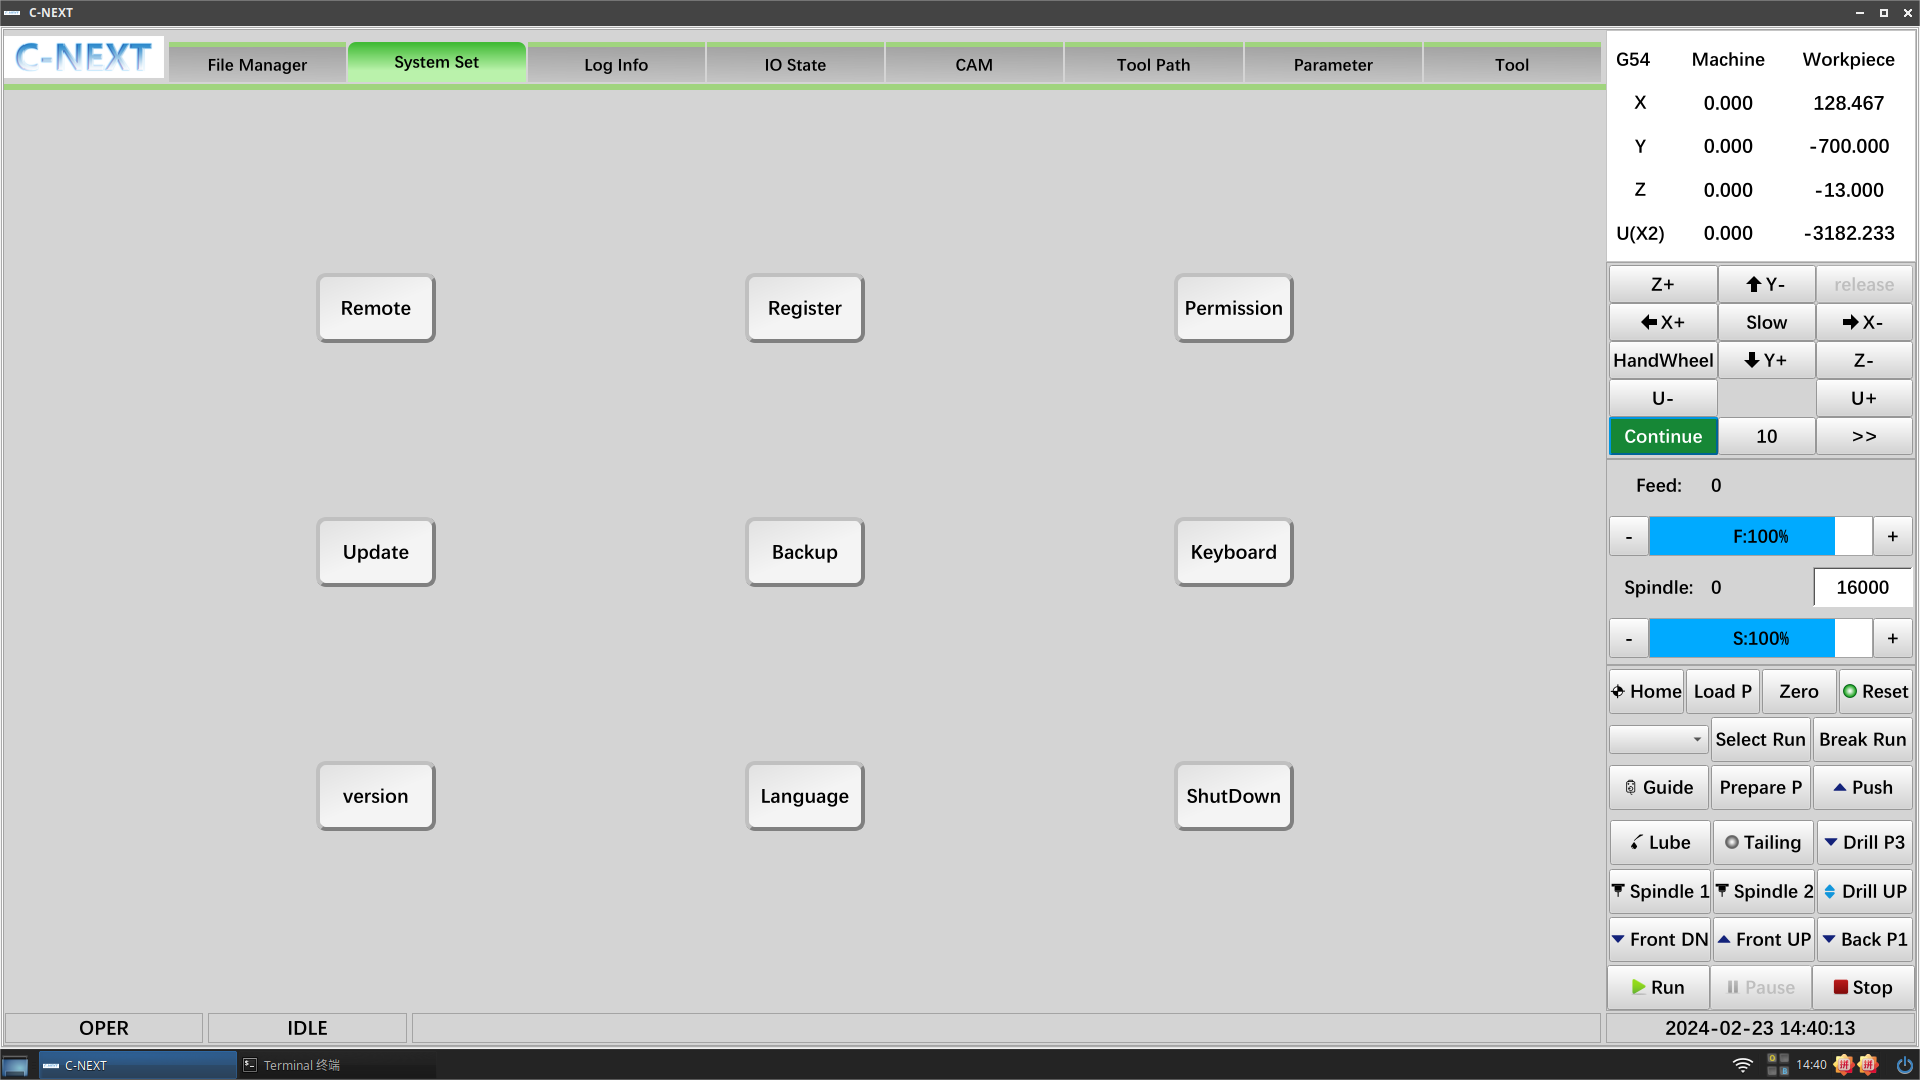 C-NEXT
C-NEXT
File Manager
System Set
Log Info
IO State
CAM
Tool Path
Parameter
Tool
G54 Machine Workpiece
X 0.000 128.467
Y 0.000 -700.000
Z 0.000 -13.000
U(X2) 0.000 -3182.233
Remote
Register
Permission
Update
Backup
Keyboard
version
Language
ShutDown
Z+ Y- release
X+ Slow X-
HandWheel Y+ Z-
U- U+
Continue 10 >>
Feed: 0
- F:100% +
Spindle: 0 16000
- S:100% +
Home Load P Zero Reset
Select Run Break Run
Guide Prepare P Push
Lube Tailing Drill P3
Spindle 1 Spindle 2 Drill UP
Front DN Front UP Back P1
Run Pause Stop
OPER
IDLE
2024-02-23 14:40:13
C-NEXT
Terminal 终端
14:40
拼 拼